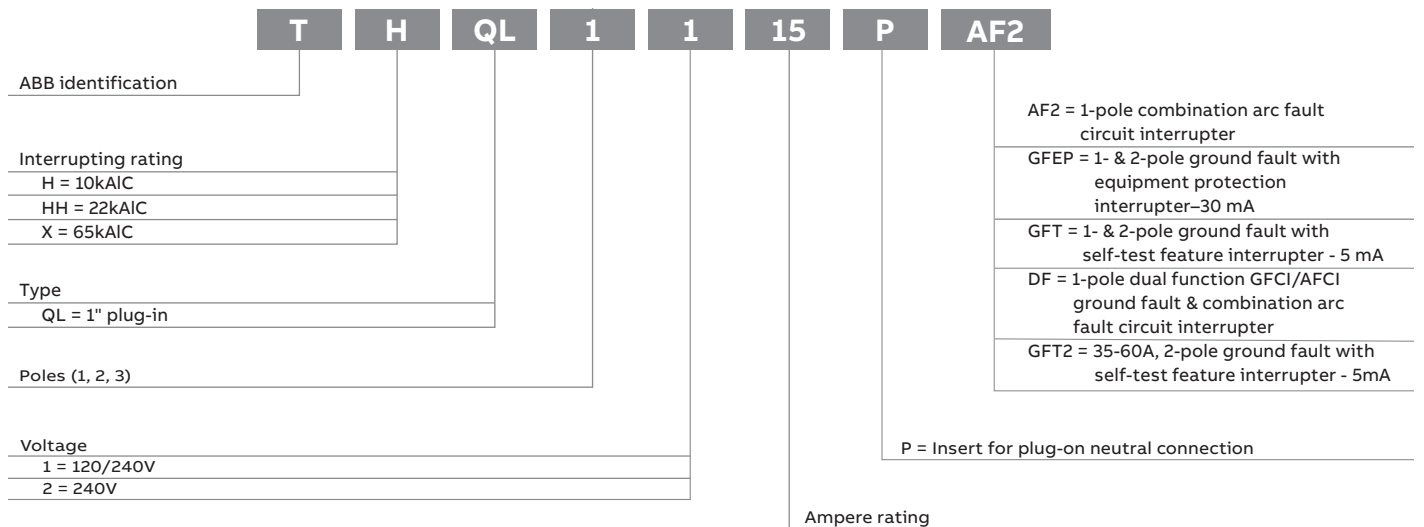 T H QL 1 1 15 P AF2
ABB identification
Interrupting rating
H = 10kAlC
HH = 22kAlC
X = 65kAlC
Type
QL = 1" plug-in
Poles (1, 2, 3)
Voltage
1 = 120/240V
2 = 240V
AF2 = 1-pole combination arc fault
circuit interrupter
GFEP = 1- & 2-pole ground fault with
equipment protection
interrupter–30 mA
GFT = 1- & 2-pole ground fault with
self-test feature interrupter - 5 mA
DF = 1-pole dual function GFCI/AFCI
ground fault & combination arc
fault circuit interrupter
GFT2 = 35-60A, 2-pole ground fault with
self-test feature interrupter - 5mA
P = Insert for plug-on neutral connection
Ampere rating